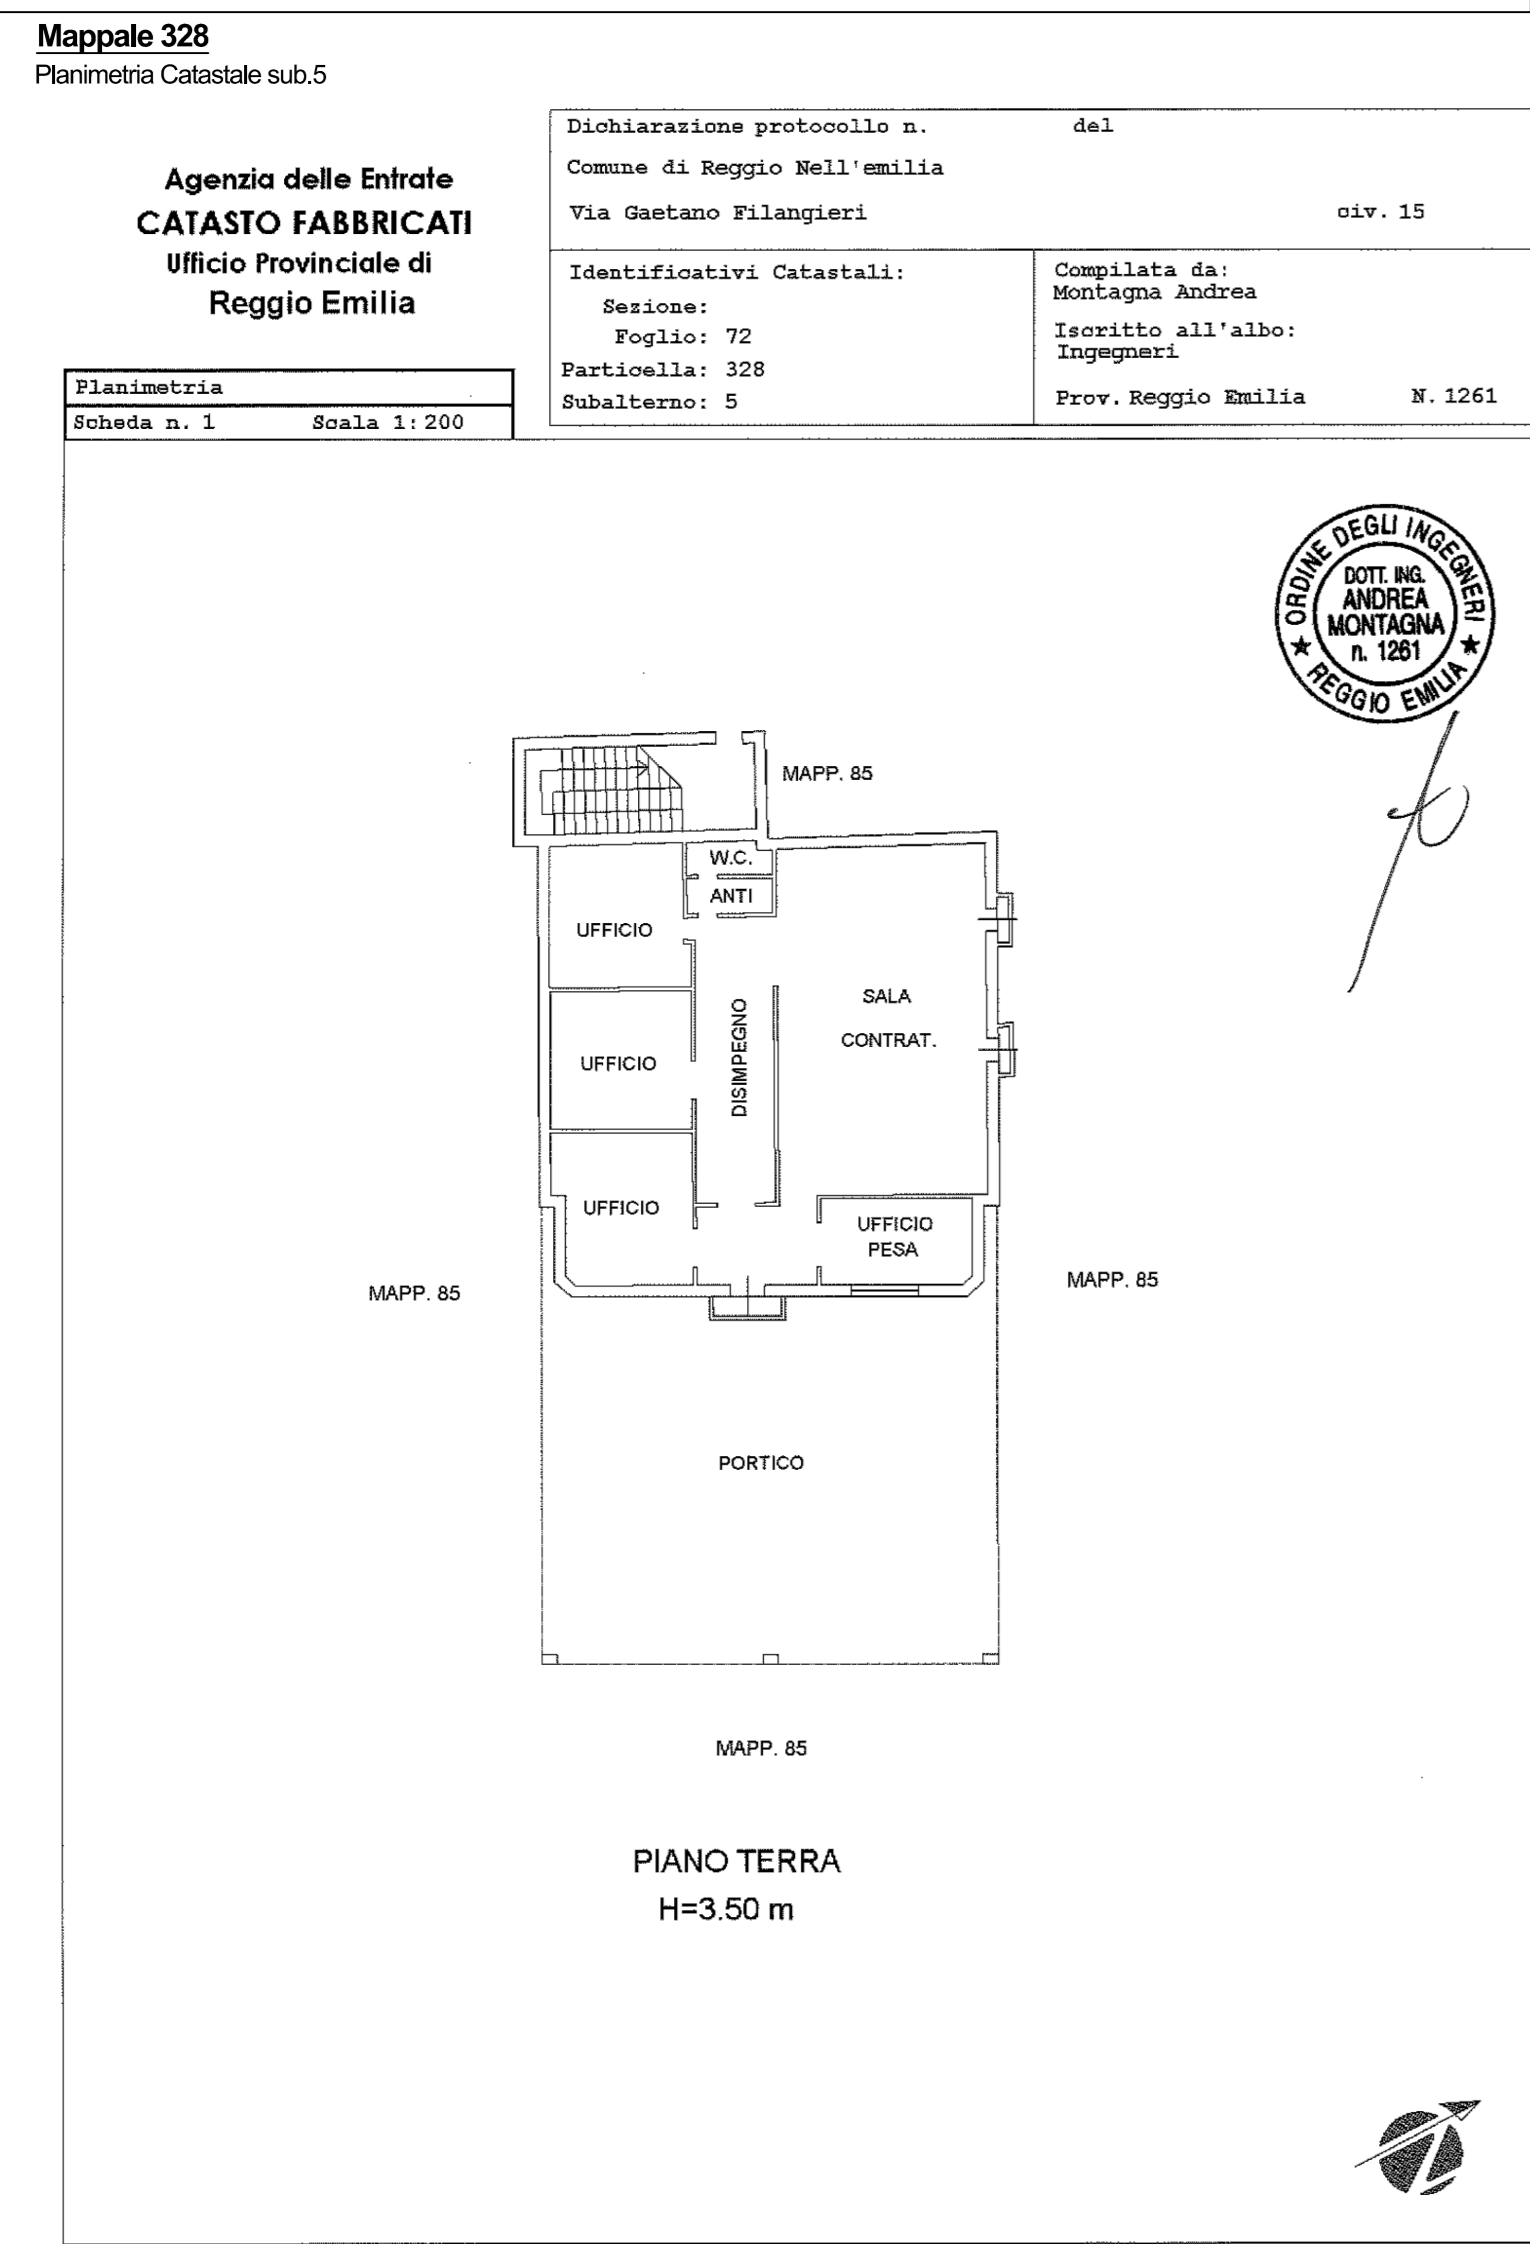 Mappale 328
Planimetria Catastale sub.5
Agenzia delle Entrate
CATASTO FABBRICATI
Ufficio Provinciale di
Reggio Emilia
Dichiarazione protocollo n. del
Comune di Reggio Nell'emilia
Via Gaetano Filangieri civ. 15
Identificativi Catastali:
Sezione:
Foglio: 72
Particella: 328
Subalterno: 5
Compilata da:
Montagna Andrea
Iscritto all'albo:
Ingegneri
Prov. Reggio Emilia N. 1261
Planimetria
Scheda n. 1 Scala 1:200
ORDINE DEGLI INGEGNERI
DOTT. ING.
ANDREA
MONTAGNA
n. 1261
REGGIO EMILIA
MAPP. 85
W.C.
ANTI
UFFICIO
SALA
CONTRAT.
DISIMPEGNO
UFFICIO
UFFICIO
UFFICIO
PESA
MAPP. 85
MAPP. 85
PORTICO
MAPP. 85
PIANO TERRA
H=3.50 m